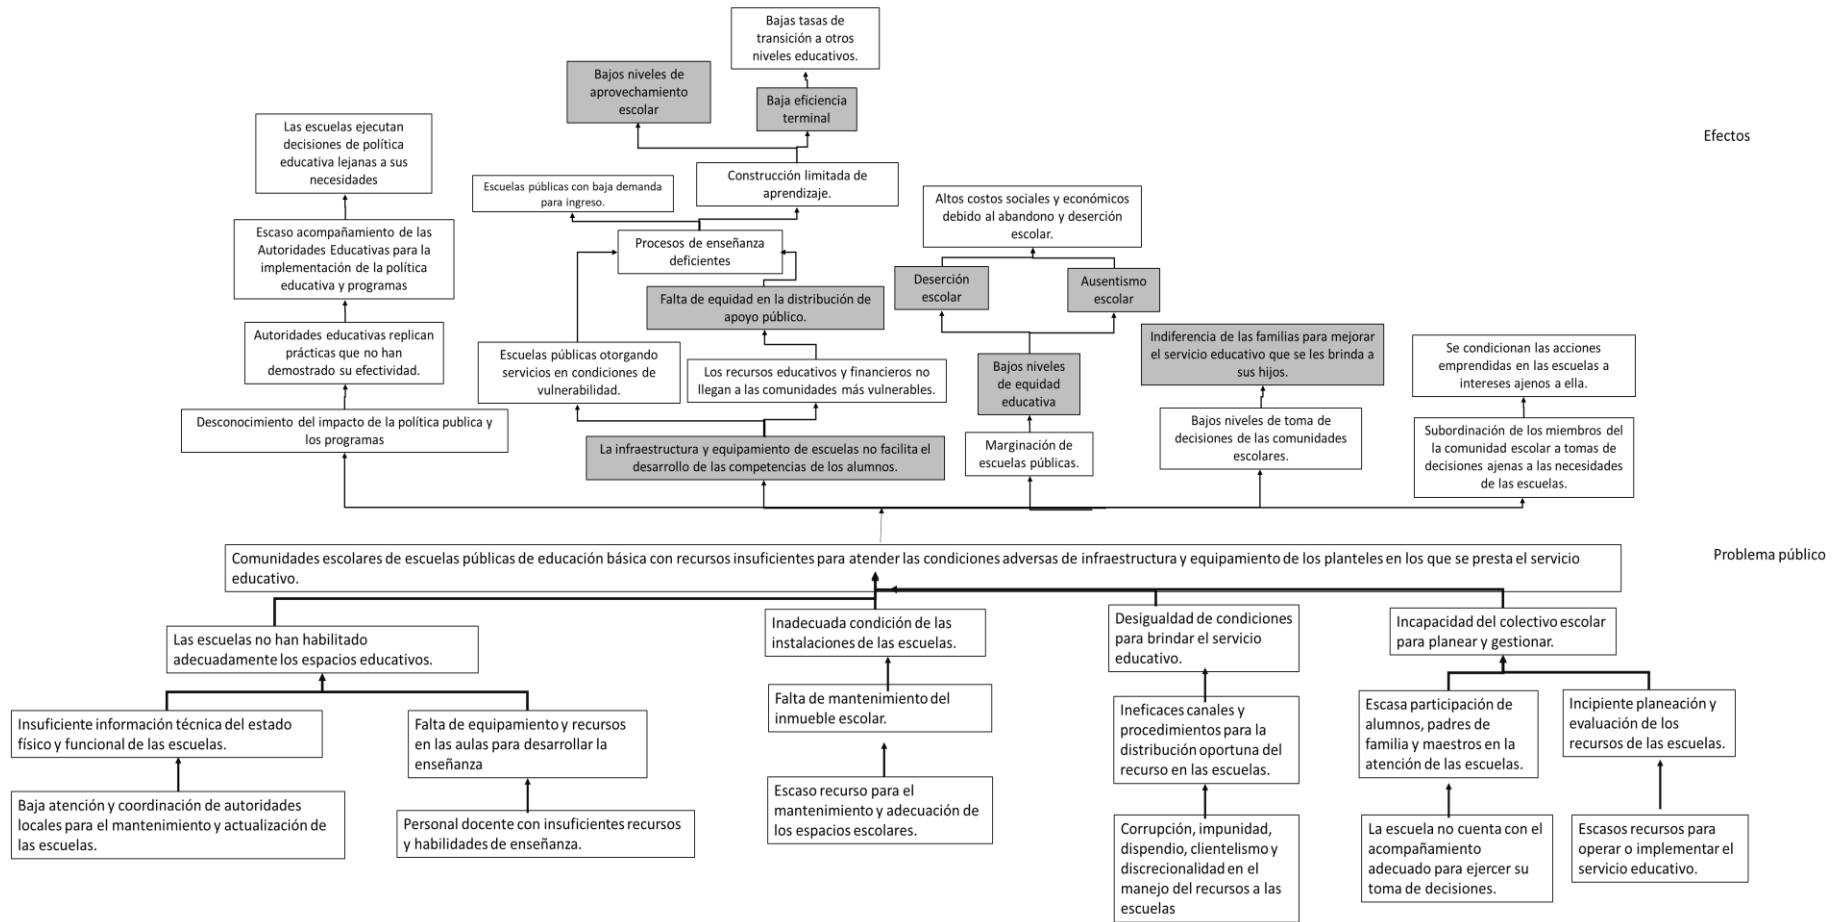 Bajas tasas de
transición a otros
niveles educativos.
Bajos niveles de
aprovechamiento
escolar
Baja eficiencia
terminal
Las escuelas ejecutan
decisiones de política
educativa lejanas a sus
necesidades
Efectos
Construcción limitada de
aprendizaje.
Escuelas públicas con baja demanda
para ingreso.
Altos costos sociales y económicos
debido al abandono y deserción
escolar.
Escaso acompañamiento de las
Autoridades Educativas para la
implementación de la política
educativa y programas
Procesos de enseñanza
deficientes
Deserción
escolar
Ausentismo
escolar
Falta de equidad en la distribución de
apoyo público.
Autoridades educativas replican
prácticas que no han
demostrado su efectividad.
Escuelas públicas otorgando
servicios en condiciones de
vulnerabilidad.
Los recursos educativos y financieros no
llegan a las comunidades más vulnerables.
Bajos niveles
de equidad
educativa
Indiferencia de las familias para mejorar
el servicio educativo que se les brinda a
sus hijos.
Se condicionan las acciones
emprendidas en las escuelas a
intereses ajenos a ella.
Desconocimiento del impacto de la política publica y
los programas
La infraestructura y equipamiento de escuelas no facilita el
desarrollo de las competencias de los alumnos.
Marginación de
escuelas públicas.
Bajos niveles de toma de
decisiones de las comunidades
escolares.
Subordinación de los miembros del
la comunidad escolar a tomas de
decisiones ajenas a las necesidades
de las escuelas.
Comunidades escolares de escuelas públicas de educación básica con recursos insuficientes para atender las condiciones adversas de infraestructura y equipamiento de los planteles en los que se presta el servicio
educativo.
Problema público
Las escuelas no han habilitado
adecuadamente los espacios educativos.
Inadecuada condición de las
instalaciones de las escuelas.
Desigualdad de condiciones
para brindar el servicio
educativo.
Incapacidad del colectivo escolar
para planear y gestionar.
Insuficiente información técnica del estado
físico y funcional de las escuelas.
Falta de equipamiento y recursos
en las aulas para desarrollar la
enseñanza
Falta de mantenimiento del
inmueble escolar.
Ineficaces canales y
procedimientos para la
distribución oportuna del
recurso en las escuelas.
Escasa participación de
alumnos, padres de
familia y maestros en la
atención de las escuelas.
Incipiente planeación y
evaluación de los
recursos de las escuelas.
Baja atención y coordinación de autoridades
locales para el mantenimiento y actualización de
las escuelas.
Personal docente con insuficientes recursos
y habilidades de enseñanza.
Escaso recurso para el
mantenimiento y adecuación de
los espacios escolares.
Corrupción, impunidad,
dispendio, clientelismo y
discrecionalidad en el
manejo del recursos a las
escuelas
La escuela no cuenta con el
acompañamiento
adecuado para ejercer su
toma de decisiones.
Escasos recursos para
operar o implementar el
servicio educativo.